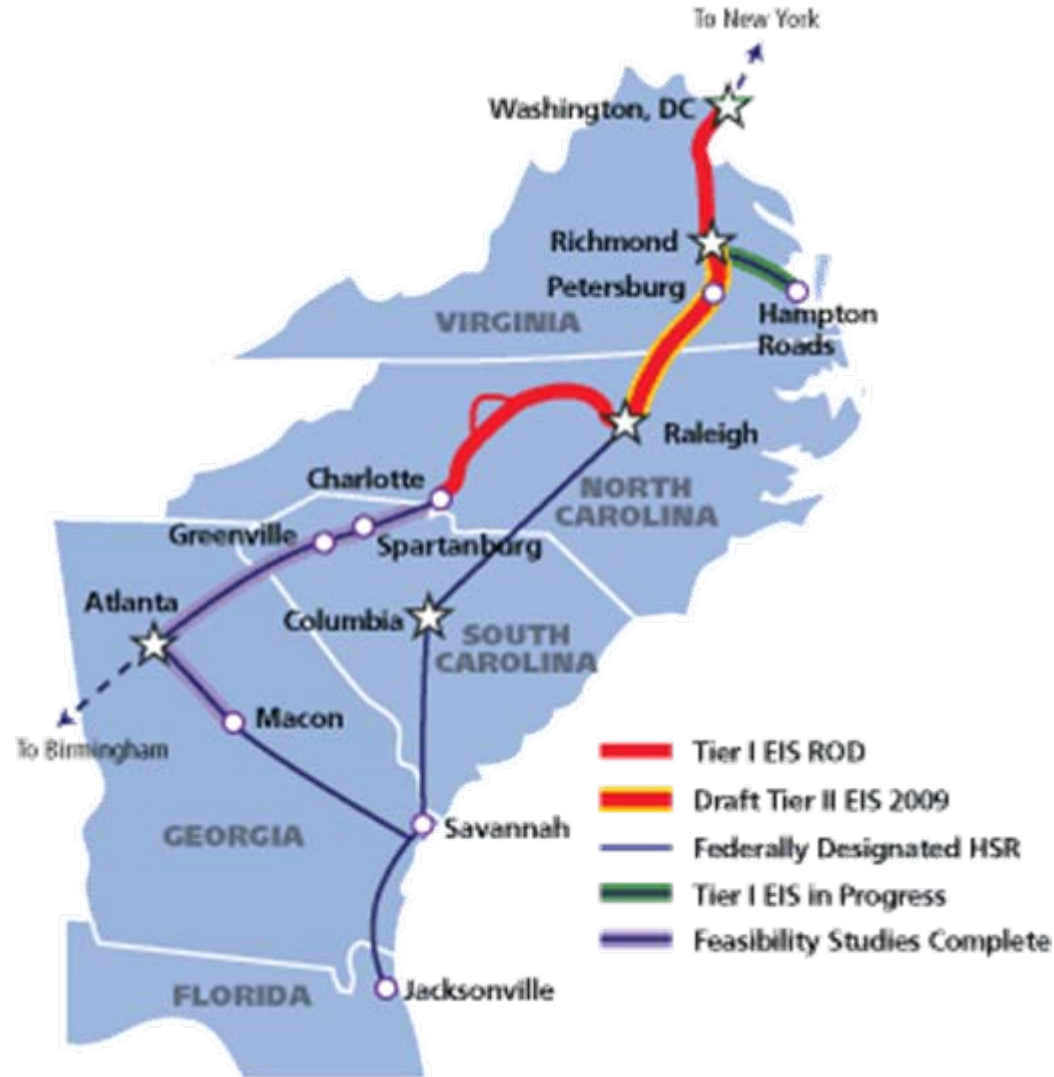 To New York
Washington, DC
Richmond
Petersburg
Hampton
Roads
VIRGINIA
Raleigh
Charlotte
NORTH
CAROLINA
Greenville
Spartanburg
Atlanta
Columbia
SOUTH
CAROLINA
Macon
To Birmingham
Tier I EIS ROD
Draft Tier II EIS 2009
Savannah
GEORGIA
Federally Designated HSR
Tier I EIS in Progress
Feasibility Studies Complete
FLORIDA
Jacksonville